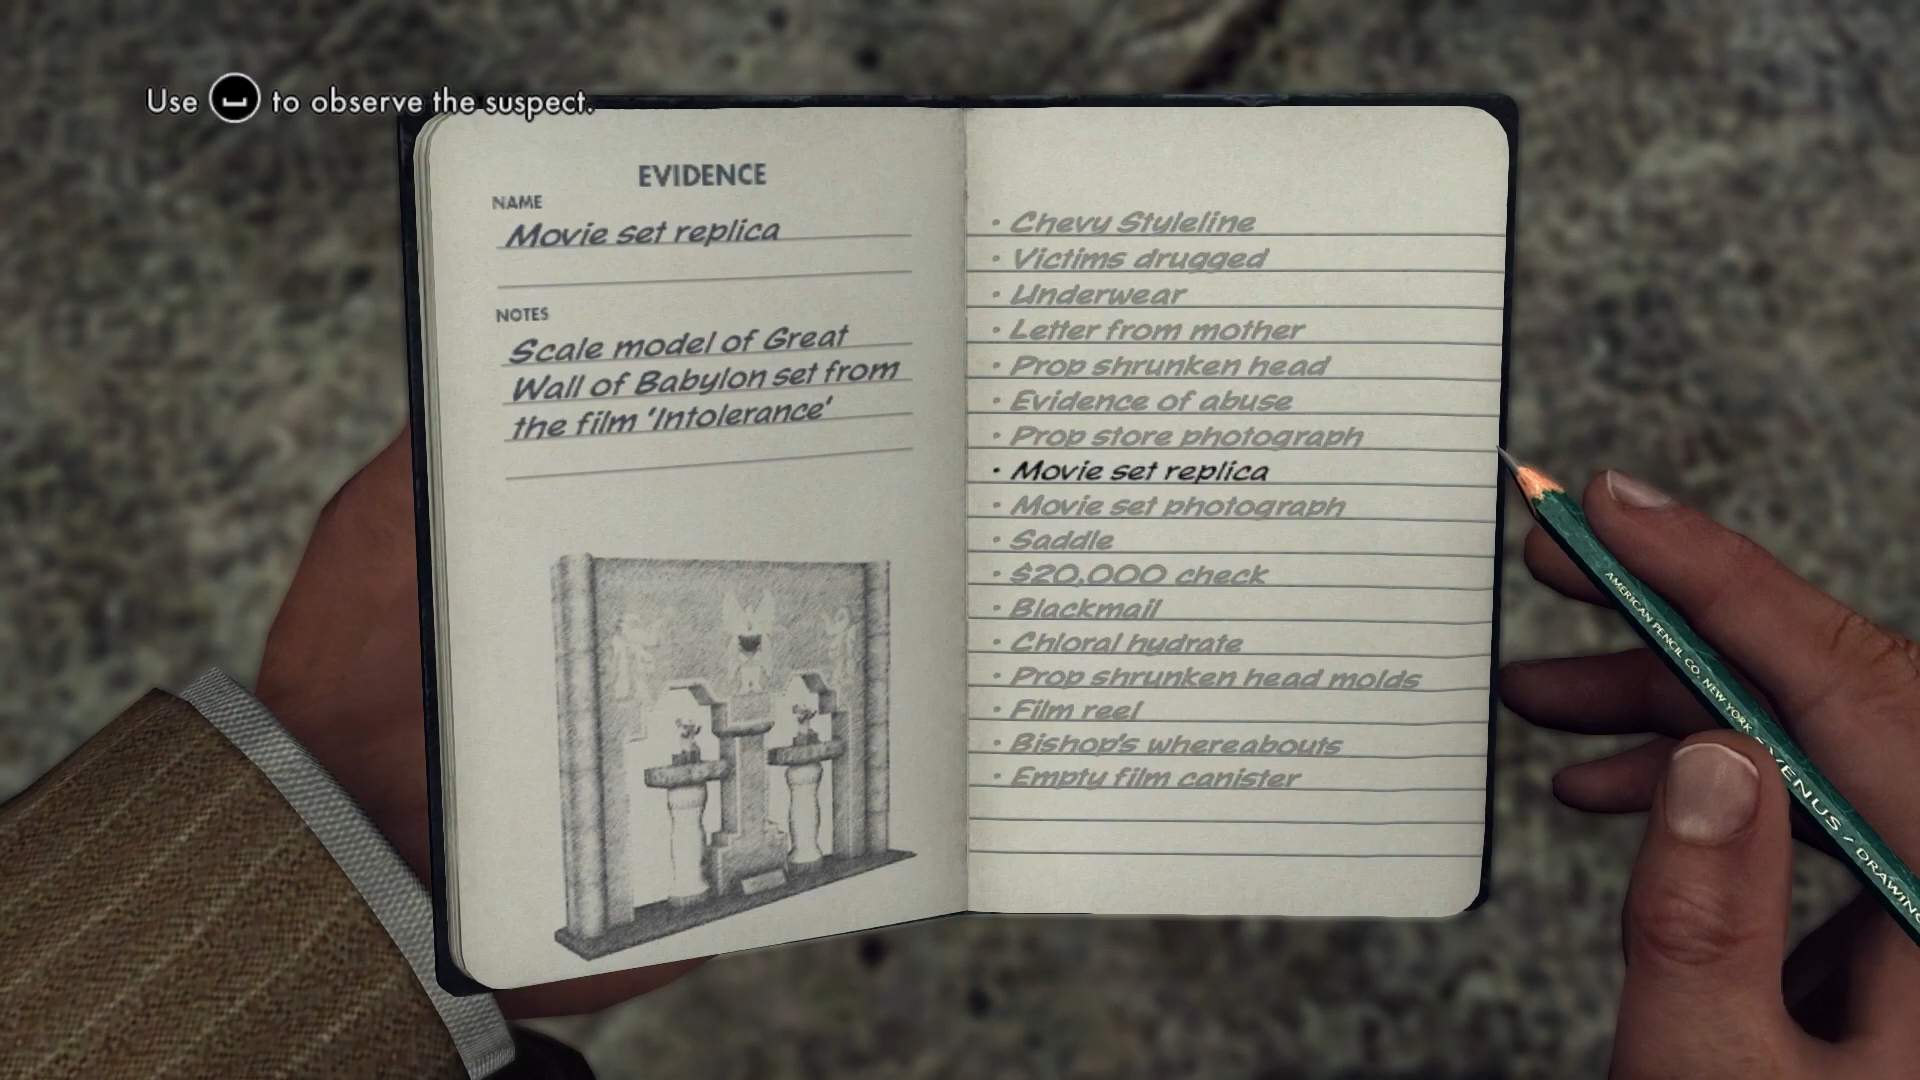 Use ␣ to observe the suspect.
EVIDENCE
NAME
Movie set replica
NOTES
Scale model of Great
Wall of Babylon set from
the film 'Intolerance'
• Chevy Styleline
• Victims drugged
• Underwear
• Letter from mother
• Prop shrunken head
• Evidence of abuse
• Prop store photograph
• Movie set replica
• Movie set photograph
• Saddle
• $20,000 check
• Blackmail
• Chloral hydrate
• Prop shrunken head molds
• Film reel
• Bishop's whereabouts
• Empty film canister
AMERICAN PENCIL CO. NEW YORK VENUS / DRAWING